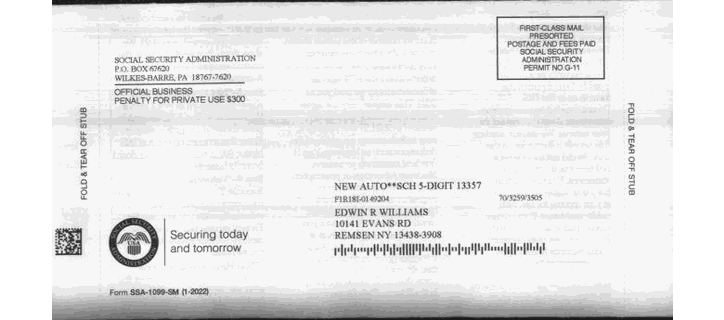 FIRST-CLASS MAIL
PRESORTED
POSTAGE AND FEES PAID
SOCIAL SECURITY
ADMINISTRATION
PERMIT NO.G-11
SOCIAL SECURITY ADMINISTRATION
P.O. BOX 67620
WILKES-BARRE, PA 18767-7620
OFFICIAL BUSINESS
PENALTY FOR PRIVATE USE $300
FOLD & TEAR OFF STUB
FOLD & TEAR OFF STUB
NEW AUTO**SCH 5-DIGIT 13357
F1R18I-0149204 70/3259/3505
EDWIN R WILLIAMS
10141 EVANS RD
REMSEN NY 13438-3908
USA
Securing today
and tomorrow
Form SSA-1099-SM (1-2022)